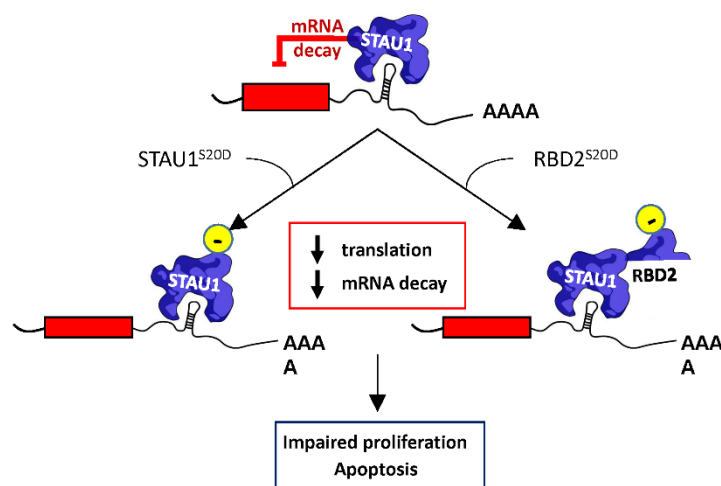 mRNA
decay
STAU1
AAAA
STAU1S20D
RBD2S20D
-
-
↓ translation
↓ mRNA decay
STAU1
STAU1
RBD2
AAA
A
AAA
A
Impaired proliferation
Apoptosis